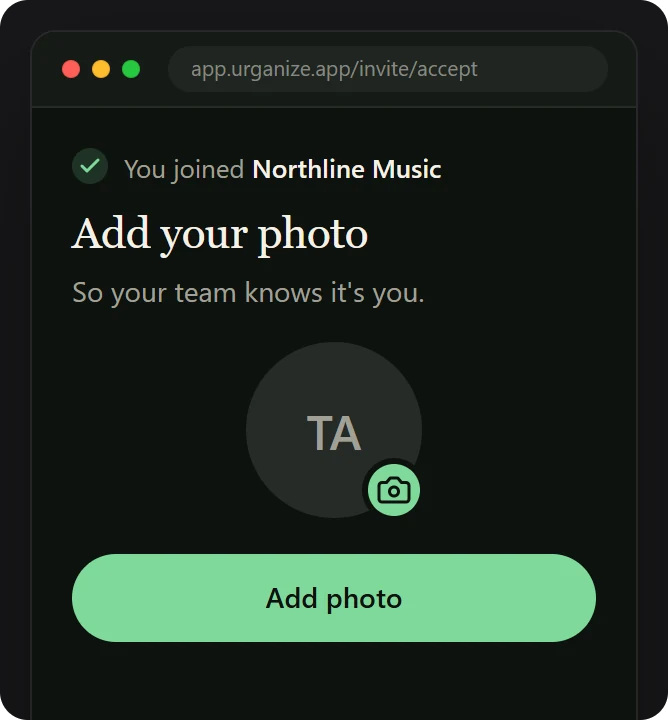 app.urganize.app/invite/accept
You joined Northline Music
Add your photo
So your team knows it's you.
TA
Add photo